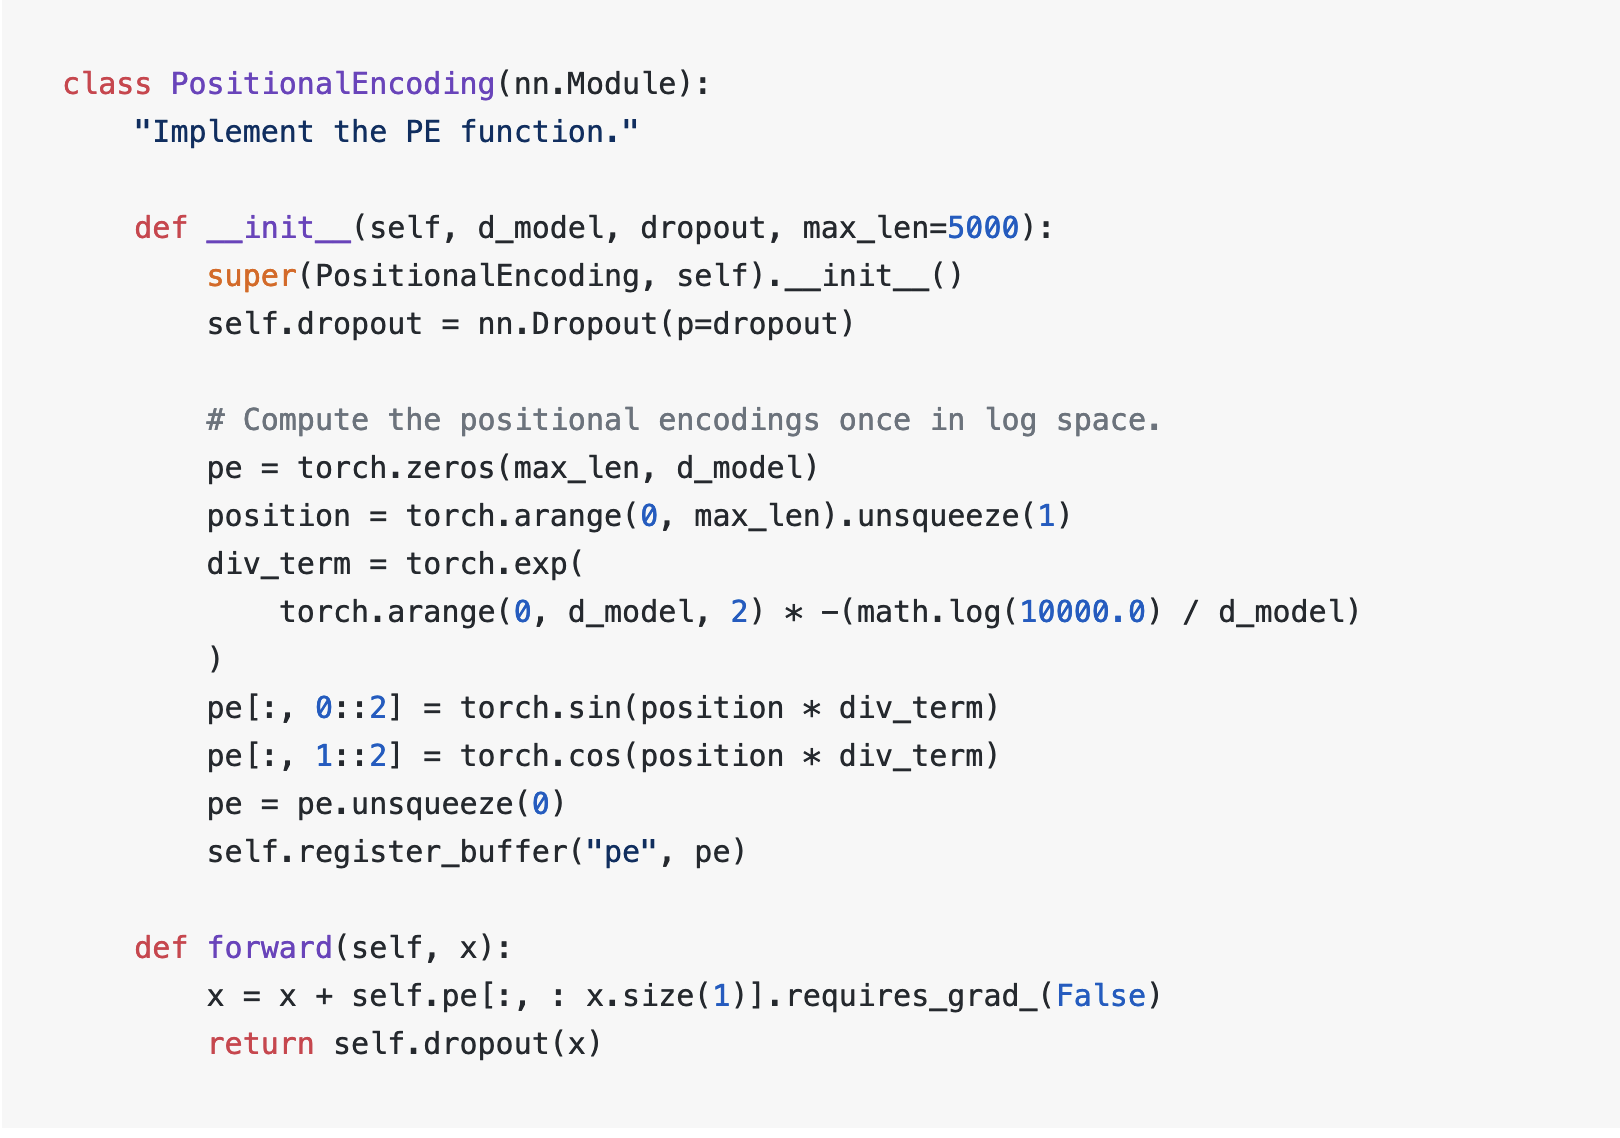 class PositionalEncoding(nn.Module):
    "Implement the PE function."

    def __init__(self, d_model, dropout, max_len=5000):
        super(PositionalEncoding, self).__init__()
        self.dropout = nn.Dropout(p=dropout)

        # Compute the positional encodings once in log space.
        pe = torch.zeros(max_len, d_model)
        position = torch.arange(0, max_len).unsqueeze(1)
        div_term = torch.exp(
            torch.arange(0, d_model, 2) * -(math.log(10000.0) / d_model)
        )
        pe[:, 0::2] = torch.sin(position * div_term)
        pe[:, 1::2] = torch.cos(position * div_term)
        pe = pe.unsqueeze(0)
        self.register_buffer("pe", pe)

    def forward(self, x):
        x = x + self.pe[:, : x.size(1)].requires_grad_(False)
        return self.dropout(x)